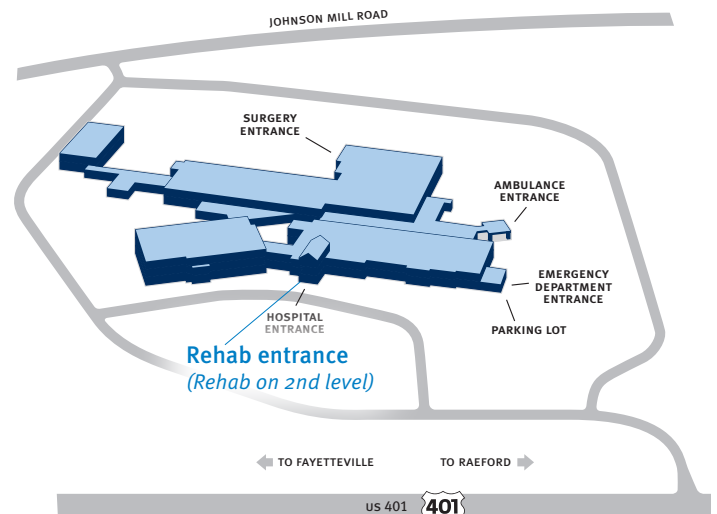 JOHNSON MILL ROAD
SURGERY
ENTRANCE
AMBULANCE
ENTRANCE
EMERGENCY
DEPARTMENT
ENTRANCE
PARKING LOT
HOSPITAL
ENTRANCE
Rehab entrance
(Rehab on 2nd level)
TO FAYETTEVILLE
TO RAEFORD
US 401
401